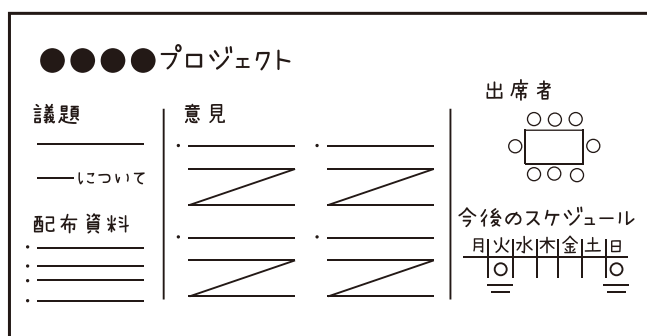 ●●●●プロジェクト
議題
――について
配布資料
意見
出席者
今後のスケジュール
月火水木金土日